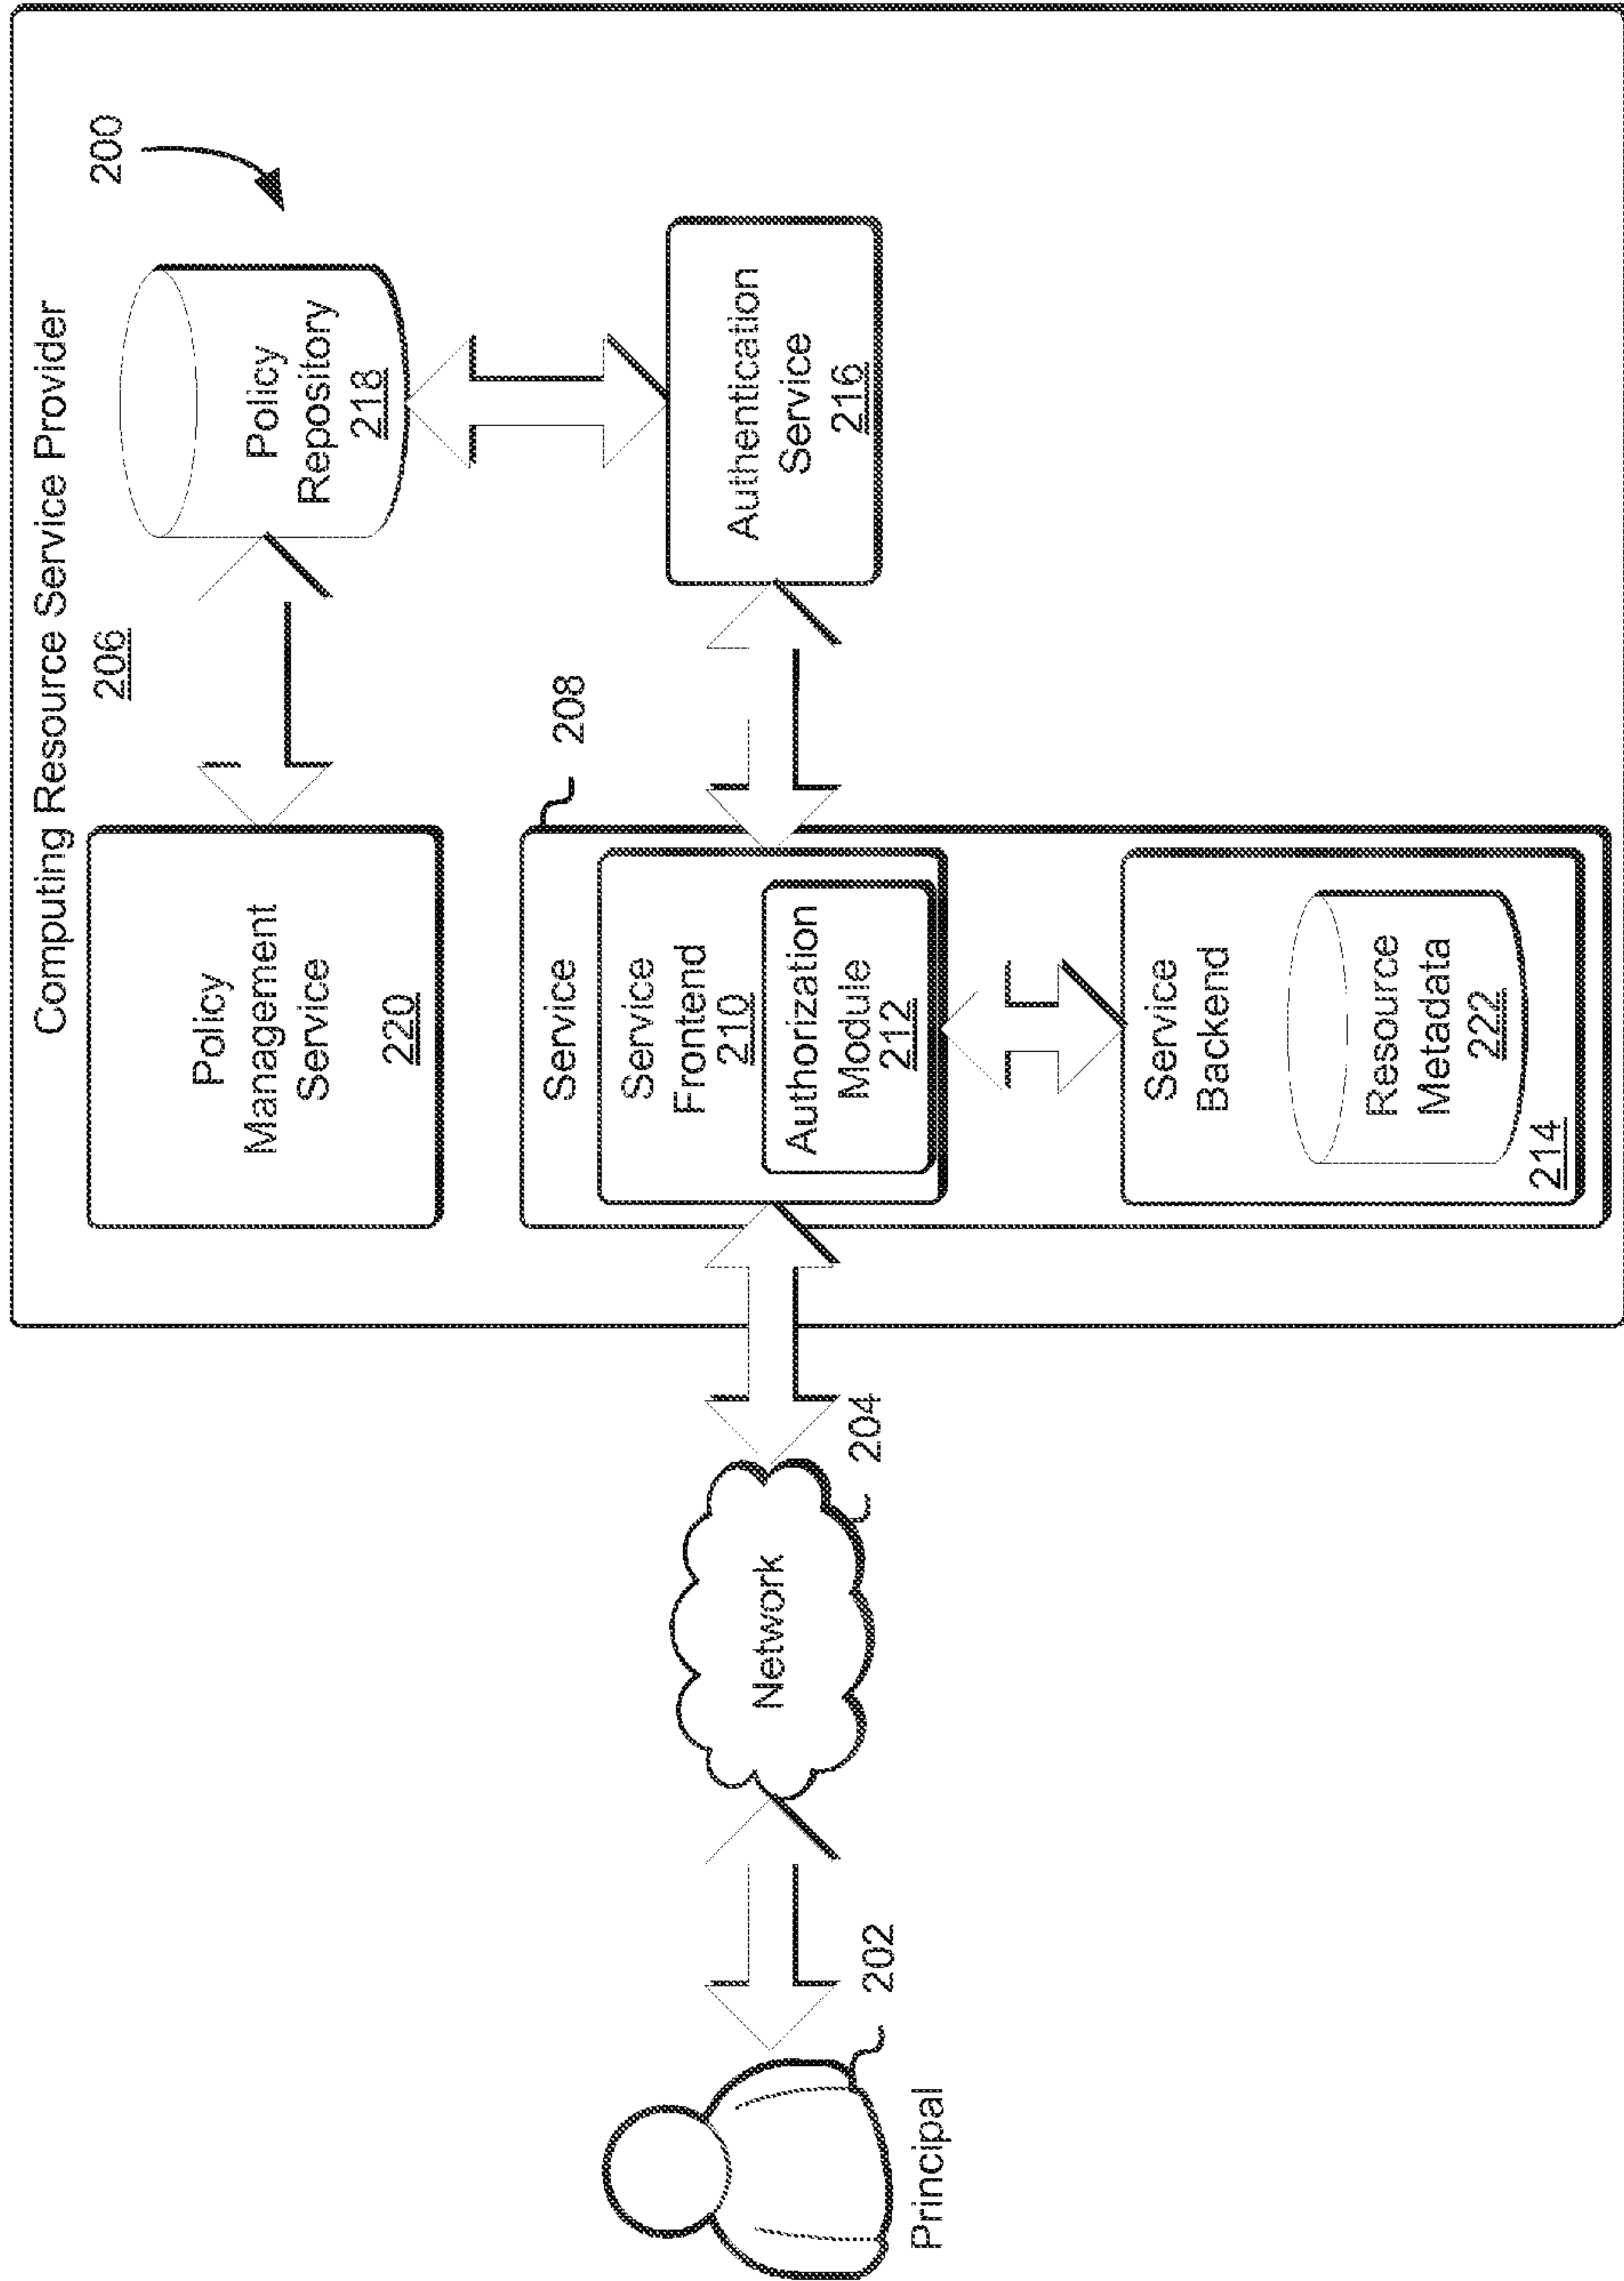 Computing Resource Service Provider
200
206
Policy
Management
Service
220
Policy
Repository
218
208
Service
Service
Frontend
210
Authorization
Module
212
Authentication
Service
216
Network
204
202
Principal
Service
Backend
Resource
Metadata
222
214